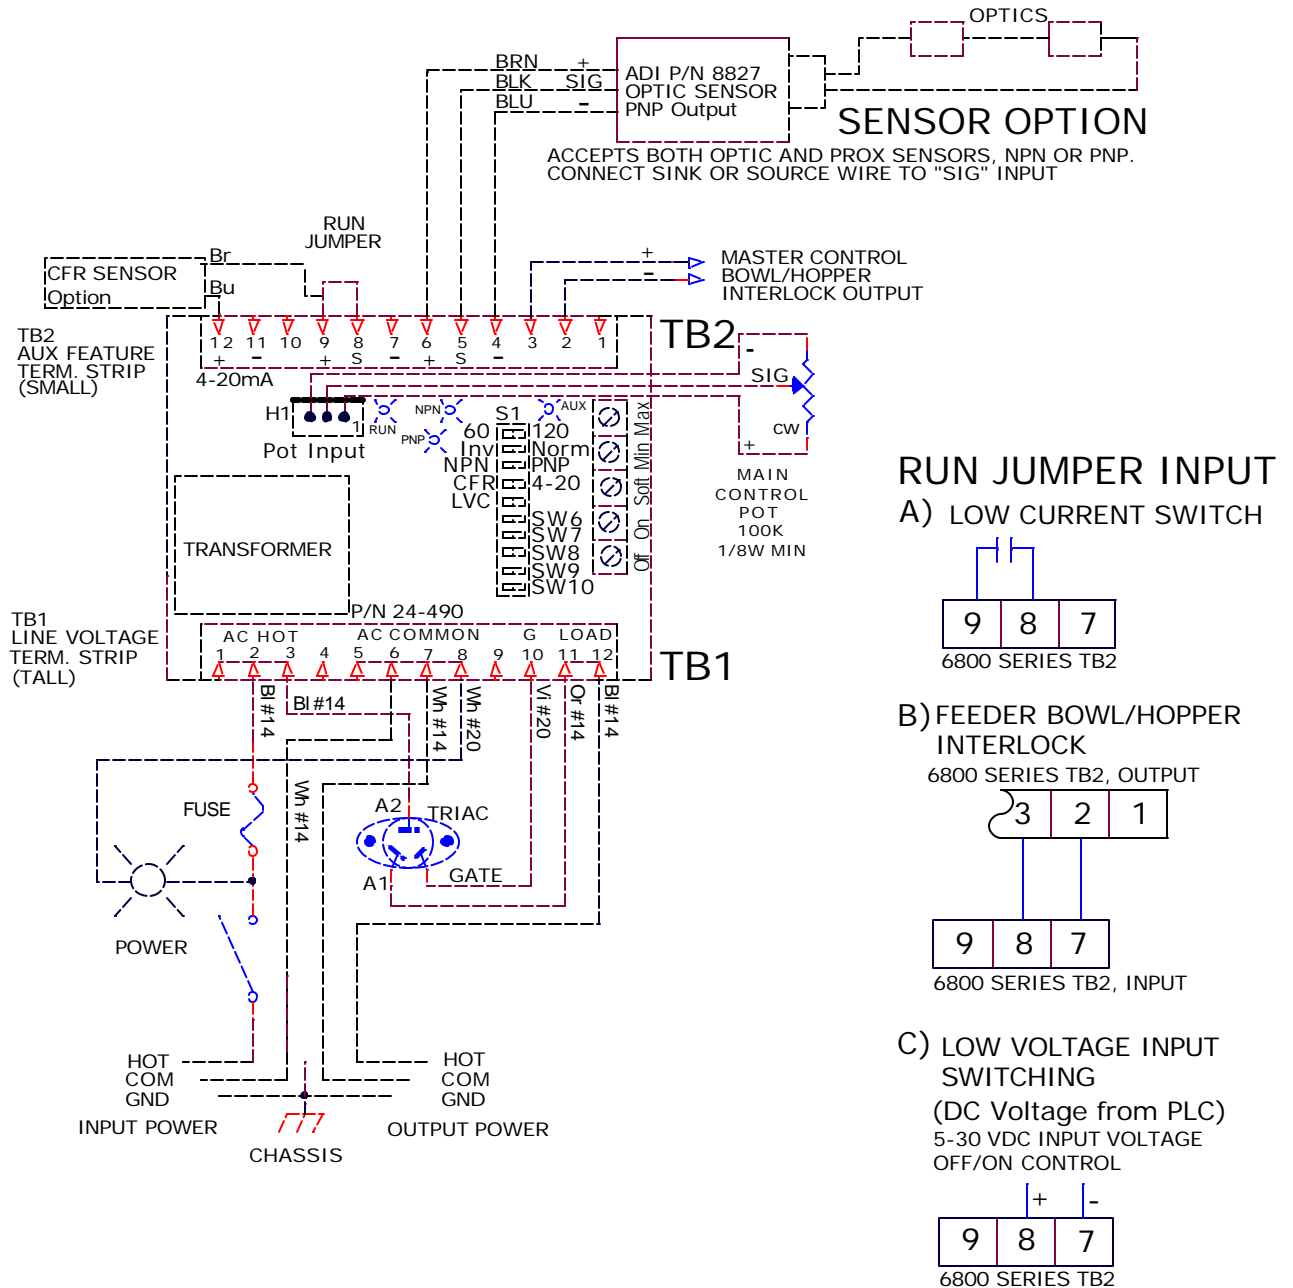 OPTICS
BRN +
BLK SIG
BLU -
ADI P/N 8827
OPTIC SENSOR
PNP Output
SENSOR OPTION
ACCEPTS BOTH OPTIC AND PROX SENSORS, NPN OR PNP.
CONNECT SINK OR SOURCE WIRE TO "SIG" INPUT
RUN
JUMPER
CFR SENSOR
Option
Br
Bu
+
-
MASTER CONTROL
BOWL/HOPPER
INTERLOCK OUTPUT
TB2
AUX FEATURE
TERM. STRIP
(SMALL)
12 11 10 9 8 7 6 5 4 3 2 1
+ - + S - + S -
4-20mA
TB2
-
SIG
CW
+
MAIN
CONTROL
POT
100K
1/8W MIN
H1
1
Pot Input
RUN
NPN
PNP
AUX
S1
60 120
Inv Norm
NPN PNP
CFR 4-20
LVC
SW6
SW7
SW8
SW9
SW10
Max
Min
Soft
On
Off
TRANSFORMER
P/N 24-490
TB1
LINE VOLTAGE
TERM. STRIP
(TALL)
AC HOT AC COMMON G LOAD
1 2 3 4 5 6 7 8 9 10 11 12
TB1
Bl #14
Bl #14
Wh #14
Wh #14
Wh #20
Vi #20
Or #14
Bl #14
FUSE
POWER
A2
TRIAC
A1
GATE
HOT
COM
GND
INPUT POWER
CHASSIS
HOT
COM
GND
OUTPUT POWER
RUN JUMPER INPUT
A) LOW CURRENT SWITCH
9 8 7
6800 SERIES TB2
B) FEEDER BOWL/HOPPER
INTERLOCK
6800 SERIES TB2, OUTPUT
3 2 1
9 8 7
6800 SERIES TB2, INPUT
C) LOW VOLTAGE INPUT
SWITCHING
(DC Voltage from PLC)
5-30 VDC INPUT VOLTAGE
OFF/ON CONTROL
+ -
9 8 7
6800 SERIES TB2